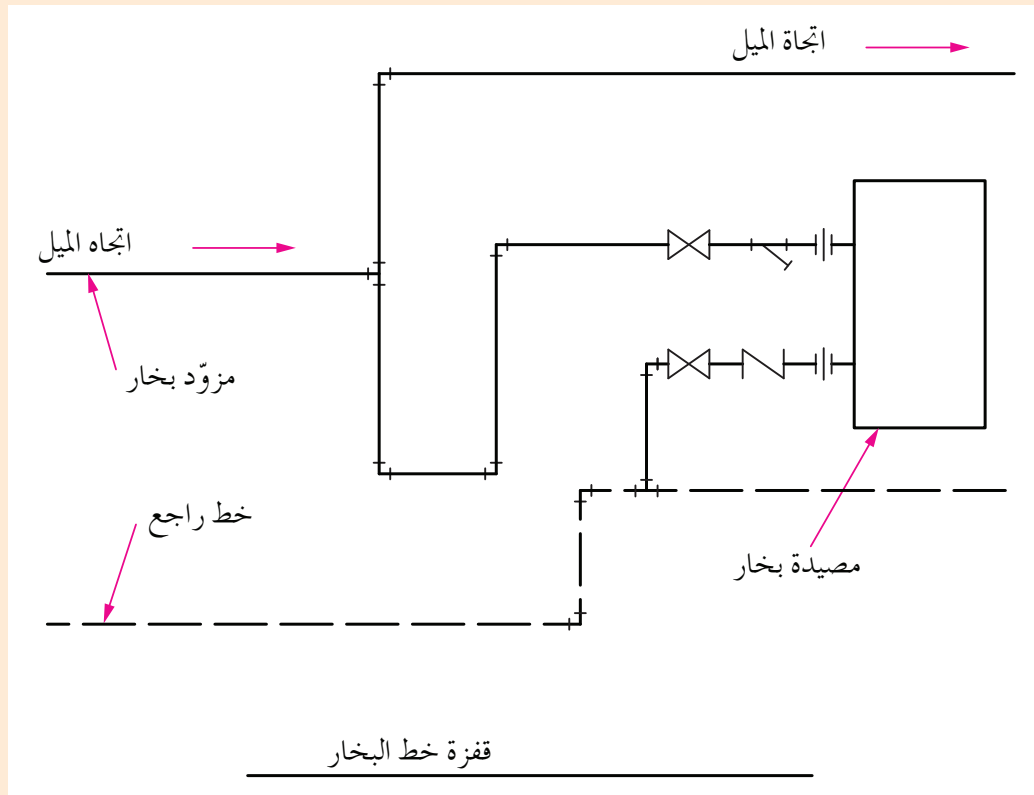 اتجاة الميل
اتجاه الميل
مزوّد بخار
خط راجع
مصيدة بخار
قفزة خط البخار